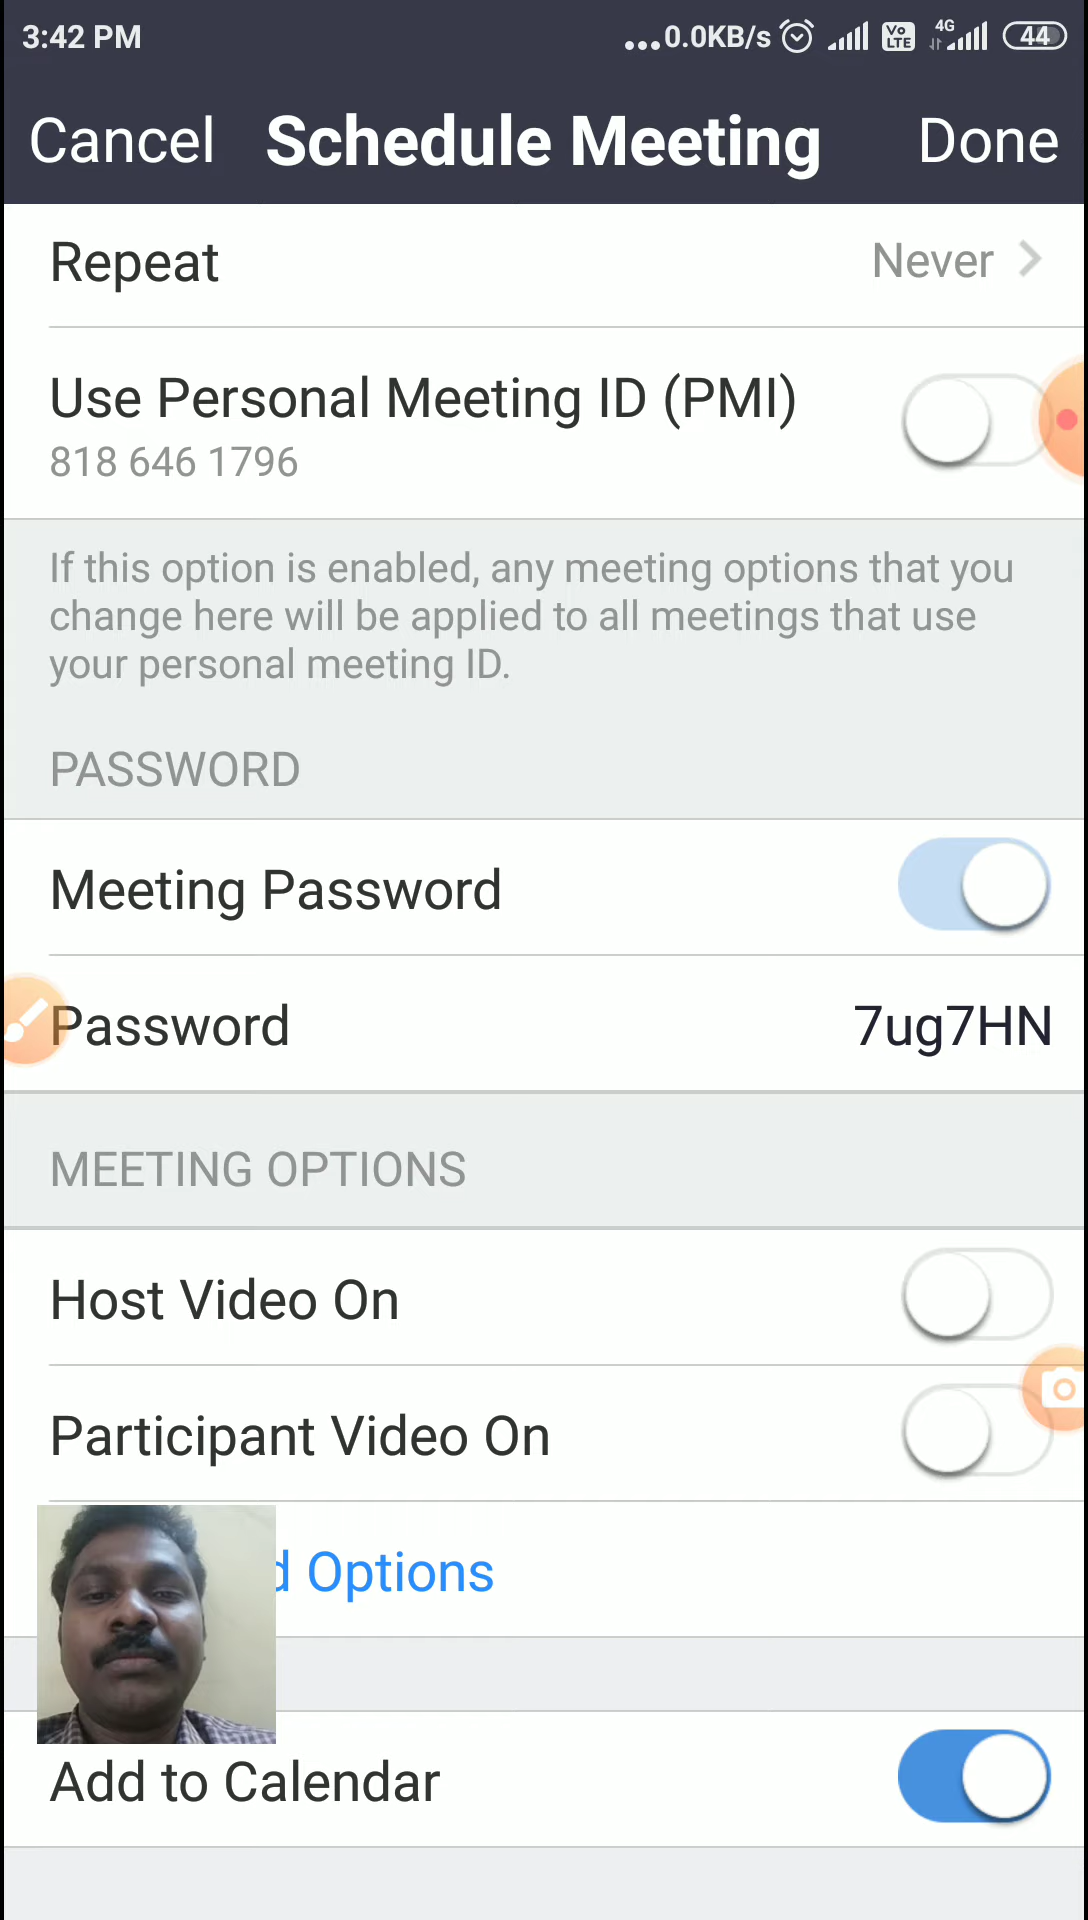 3:42 PM
...0.0KB/s Vo LTE 4G 44
Cancel Schedule Meeting Done
Repeat Never
Use Personal Meeting ID (PMI)
818 646 1796
If this option is enabled, any meeting options that you
change here will be applied to all meetings that use
your personal meeting ID.
PASSWORD
Meeting Password
Password 7ug7HN
MEETING OPTIONS
Host Video On
Participant Video On
Options
Add to Calendar